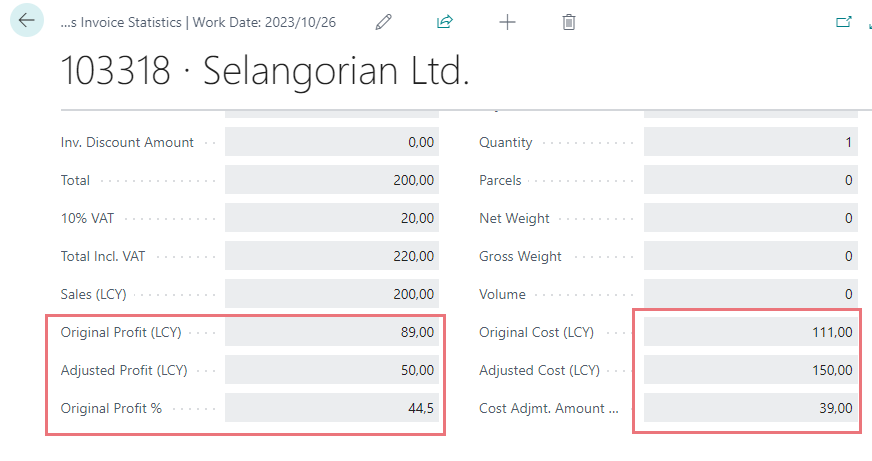 ...s Invoice Statistics | Work Date: 2023/10/26
103318 · Selangorian Ltd.
Inv. Discount Amount 0,00
Quantity 1
Total 200,00
Parcels 0
10% VAT 20,00
Net Weight 0
Total Incl. VAT 220,00
Gross Weight 0
Sales (LCY) 200,00
Volume 0
Original Profit (LCY) 89,00
Original Cost (LCY) 111,00
Adjusted Profit (LCY) 50,00
Adjusted Cost (LCY) 150,00
Original Profit % 44,5
Cost Adjmt. Amount ... 39,00